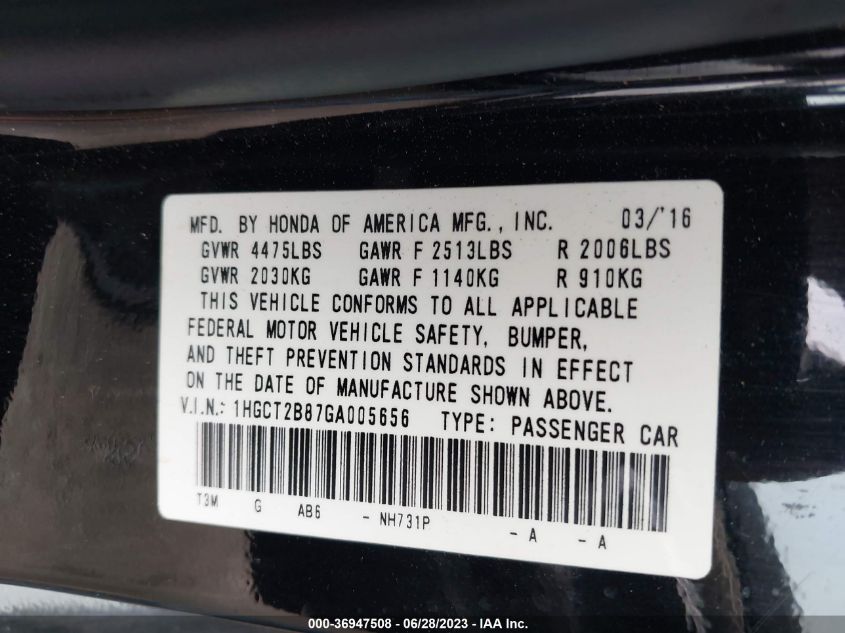 MFD. BY HONDA OF AMERICA MFG., INC. 03/'16
GVWR 4475LBS GAWR F 2513LBS R 2006LBS
GVWR 2030KG GAWR F 1140KG R 910KG
THIS VEHICLE CONFORMS TO ALL APPLICABLE
FEDERAL MOTOR VEHICLE SAFETY, BUMPER,
AND THEFT PREVENTION STANDARDS IN EFFECT
ON THE DATE OF MANUFACTURE SHOWN ABOVE.
V.I.N.: 1HGCT2B87GA005656 TYPE: PASSENGER CAR
T3M G AB6 - NH731P - A - A
000-36947508 - 06/28/2023 - IAA Inc.